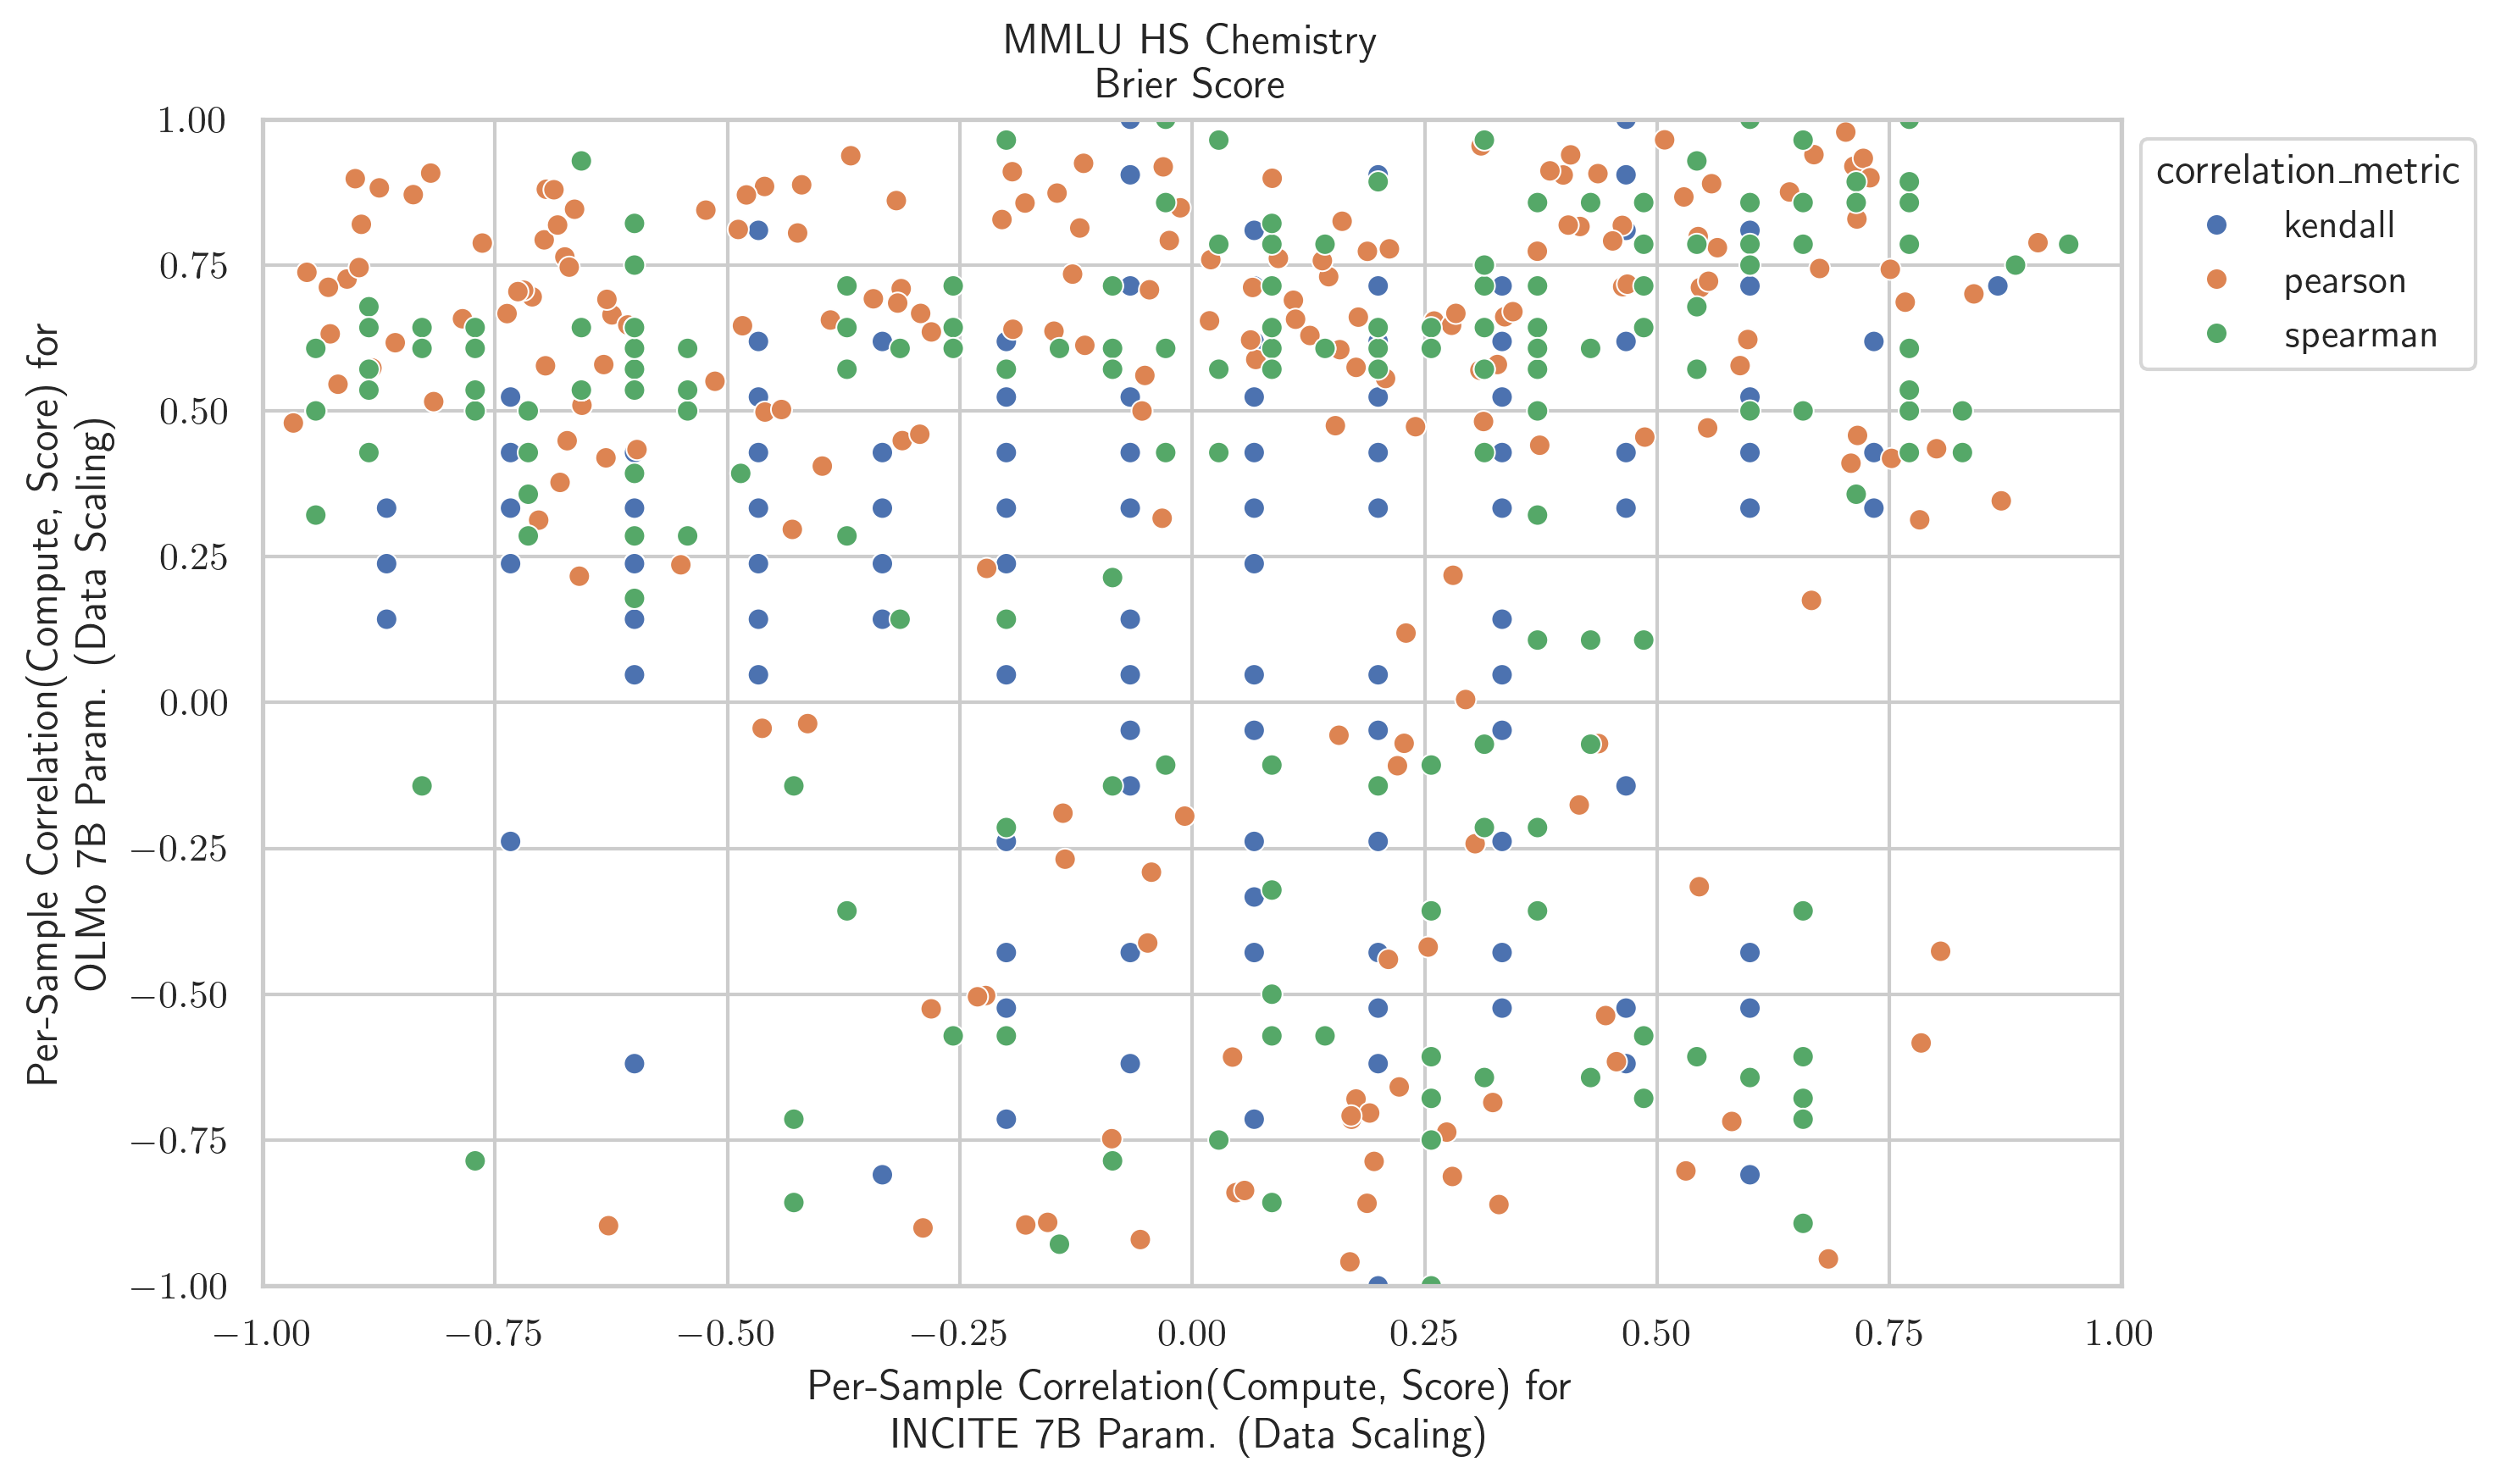 MMLU HS Chemistry
Brier Score
Per-Sample Correlation(Compute, Score) for
OLMo 7B Param. (Data Scaling)
1.00
0.75
0.50
0.25
0.00
−0.25
−0.50
−0.75
−1.00
−1.00 −0.75 −0.50 −0.25 0.00 0.25 0.50 0.75 1.00
Per-Sample Correlation(Compute, Score) for
INCITE 7B Param. (Data Scaling)
correlation_metric
kendall
pearson
spearman